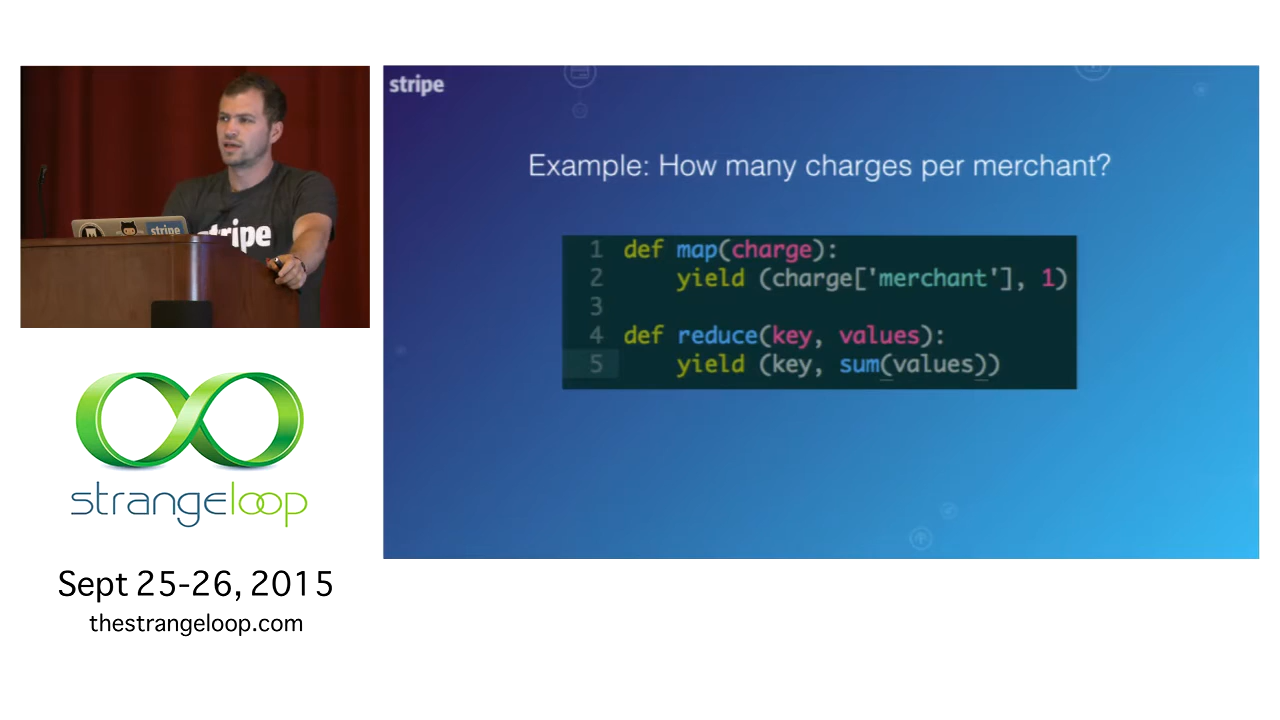 stripe
stripe
stripe
Example: How many charges per merchant?
1 def map(charge):
2 yield (charge['merchant'], 1)
3
4 def reduce(key, values):
5 yield (key, sum(values))
strangeloop
Sept 25-26, 2015
thestrangeloop.com